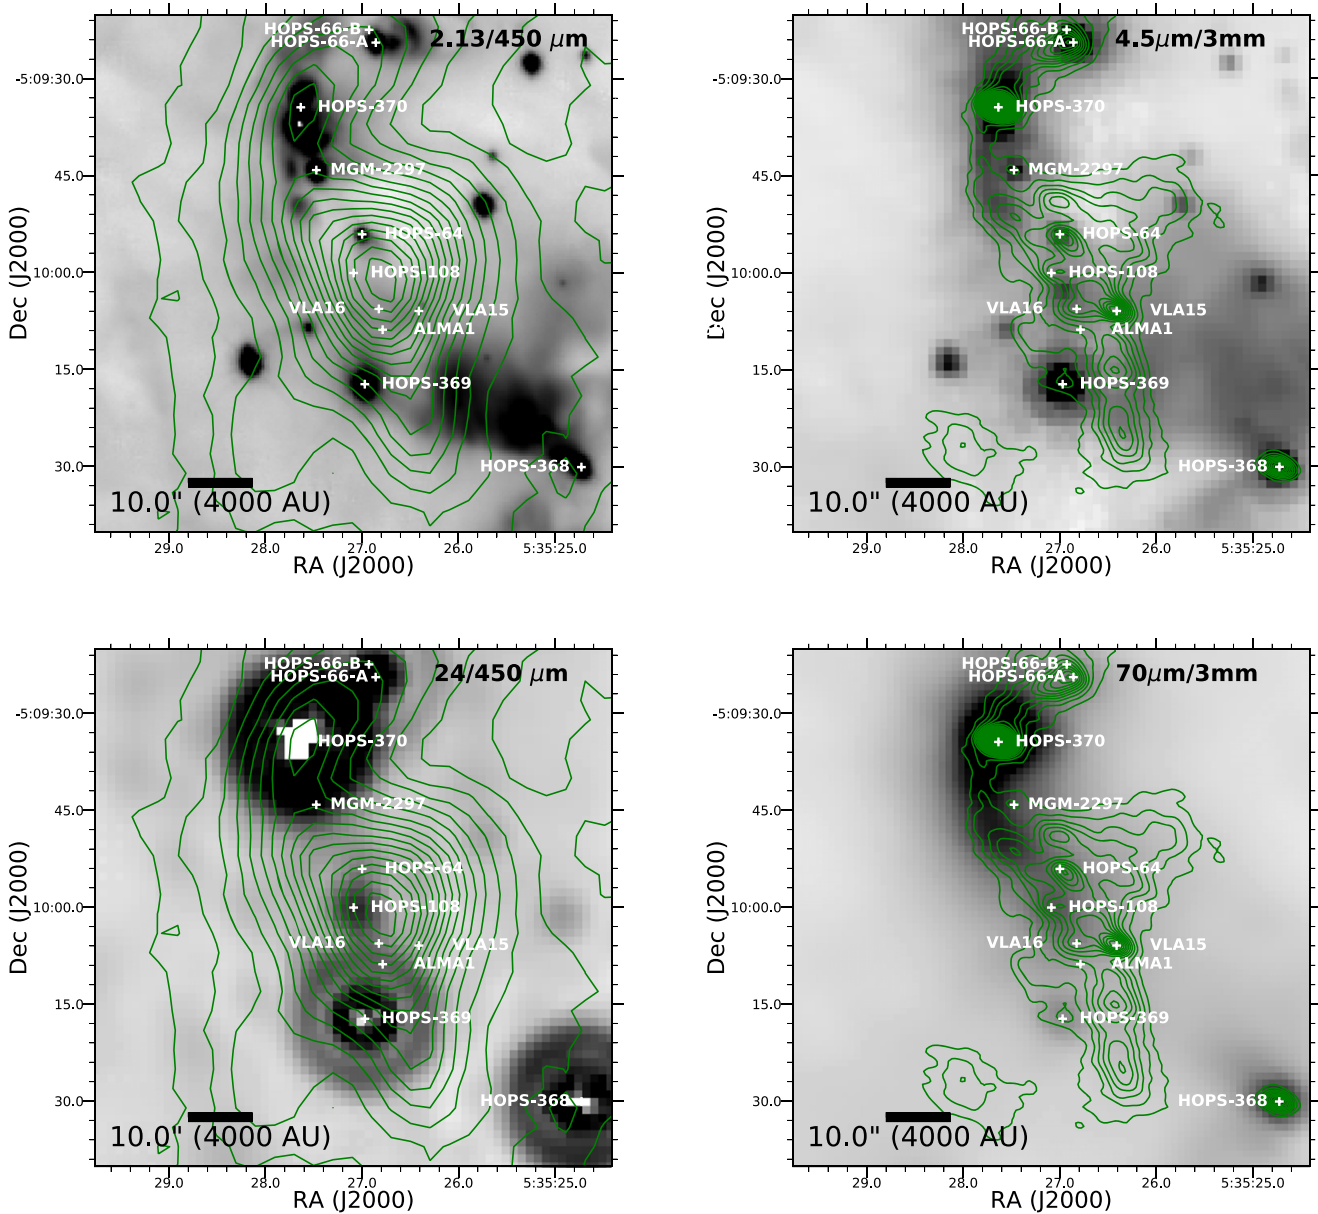 HOPS-66-B
HOPS-66-A
2.13/450 μm
-5:09:30.0
HOPS-370
MGM-2297
45.0
HOPS-64
10:00.0
HOPS-108
VLA16
VLA15
ALMA1
15.0
HOPS-369
30.0
HOPS-368
10.0" (4000 AU)
29.0 28.0 27.0 26.0 5:35:25.0
RA (J2000)
Dec (J2000)
HOPS-66-B
HOPS-66-A
4.5μm/3mm
-5:09:30.0
HOPS-370
MGM-2297
45.0
HOPS-64
10:00.0
HOPS-108
VLA16
VLA15
ALMA1
15.0
HOPS-369
30.0
HOPS-368
10.0" (4000 AU)
29.0 28.0 27.0 26.0 5:35:25.0
RA (J2000)
Dec (J2000)
HOPS-66-B
HOPS-66-A
24/450 μm
-5:09:30.0
HOPS-370
MGM-2297
45.0
HOPS-64
10:00.0
HOPS-108
VLA16
VLA15
ALMA1
15.0
HOPS-369
30.0
HOPS-368
10.0" (4000 AU)
29.0 28.0 27.0 26.0 5:35:25.0
RA (J2000)
Dec (J2000)
HOPS-66-B
HOPS-66-A
70μm/3mm
-5:09:30.0
HOPS-370
MGM-2297
45.0
HOPS-64
10:00.0
HOPS-108
VLA16
VLA15
ALMA1
15.0
HOPS-369
30.0
HOPS-368
10.0" (4000 AU)
29.0 28.0 27.0 26.0 5:35:25.0
RA (J2000)
Dec (J2000)